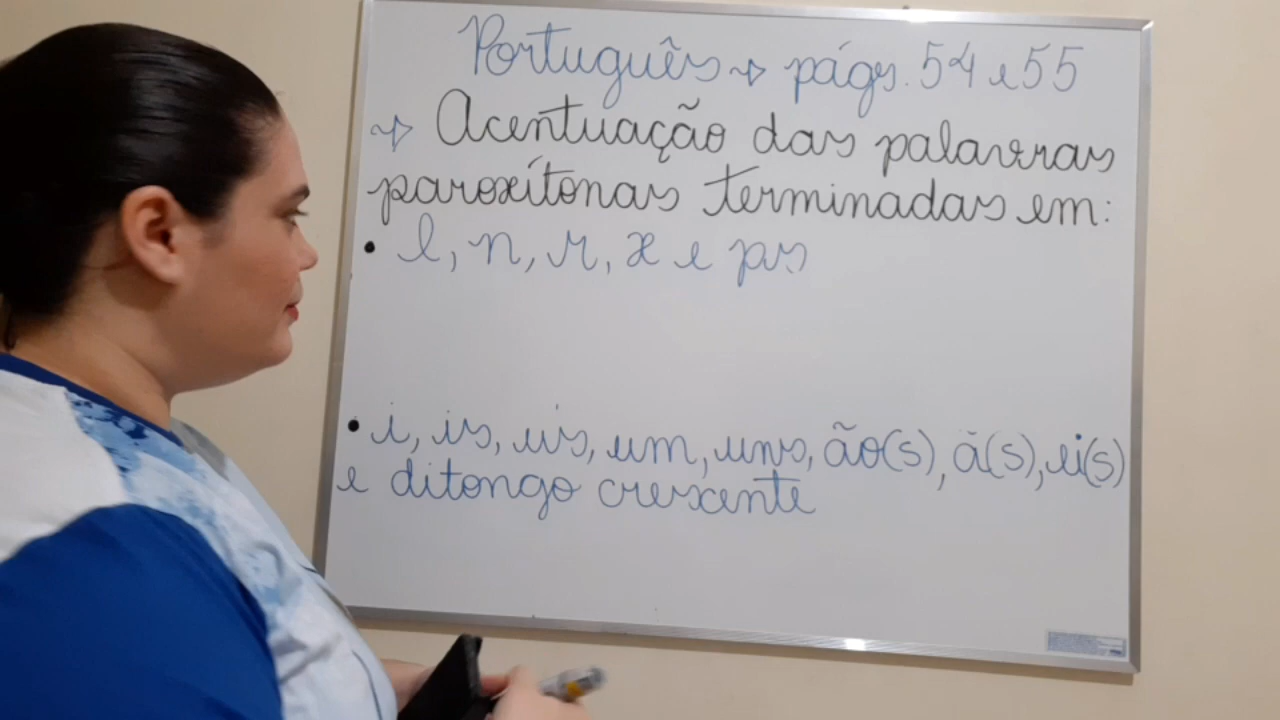 Português → págs. 54 e 55
→ Acentuação das palavras
paroxítonas terminadas em:
• l, n, r, x e ps
• i, is, us, um, uns, ão(s), ã(s), ei(s)
e ditongo crescente